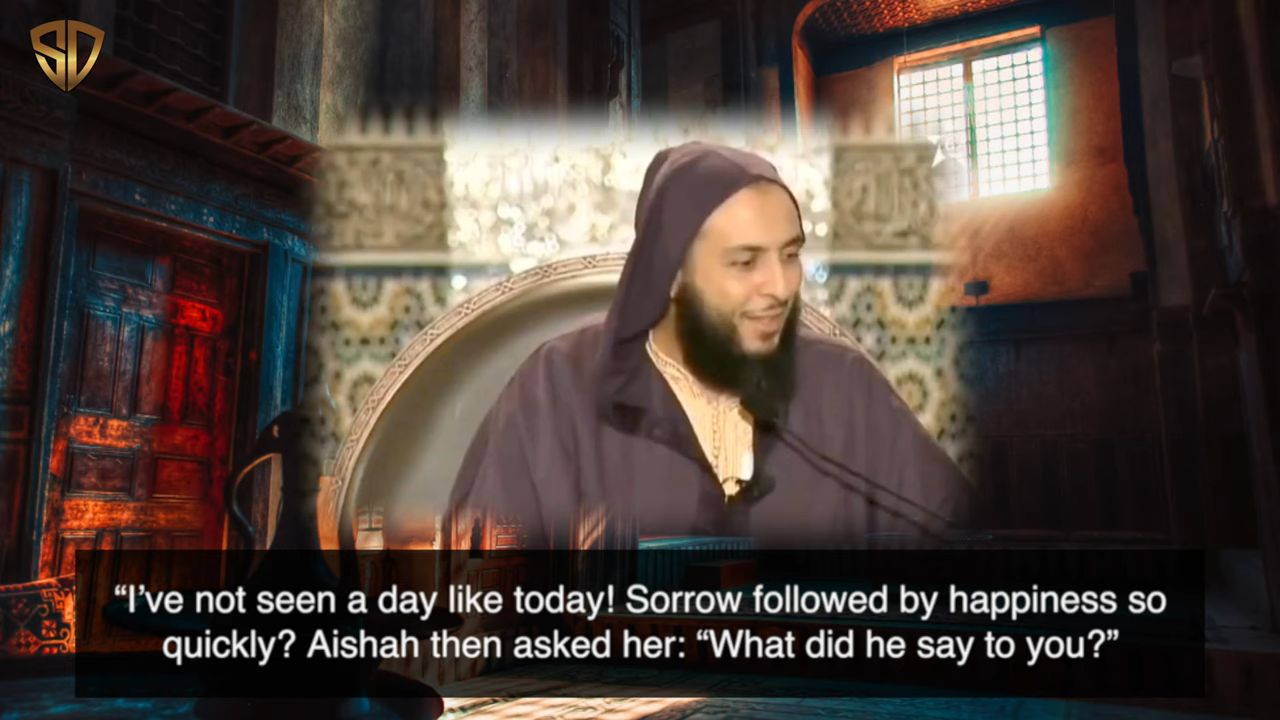 SD
“I’ve not seen a day like today! Sorrow followed by happiness so
quickly? Aishah then asked her: “What did he say to you?”